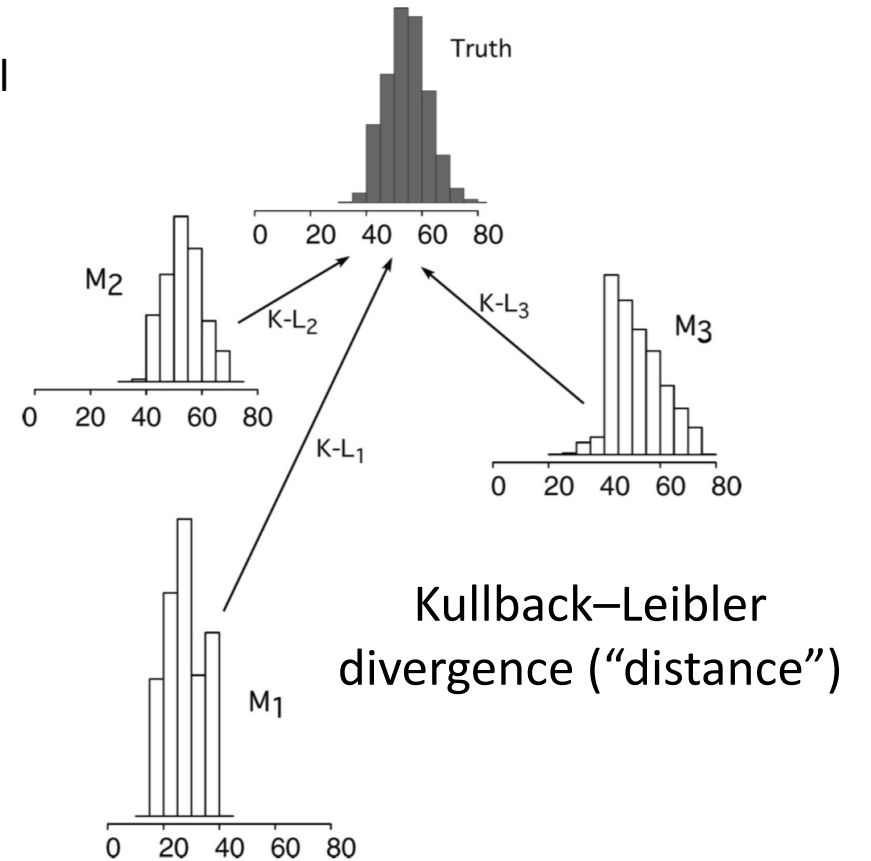 l
Truth
0 20 40 60 80
M2
K-L2
0 20 40 60 80
K-L3
M3
0 20 40 60 80
K-L1
M1
0 20 40 60 80
Kullback–Leibler
divergence (“distance”)